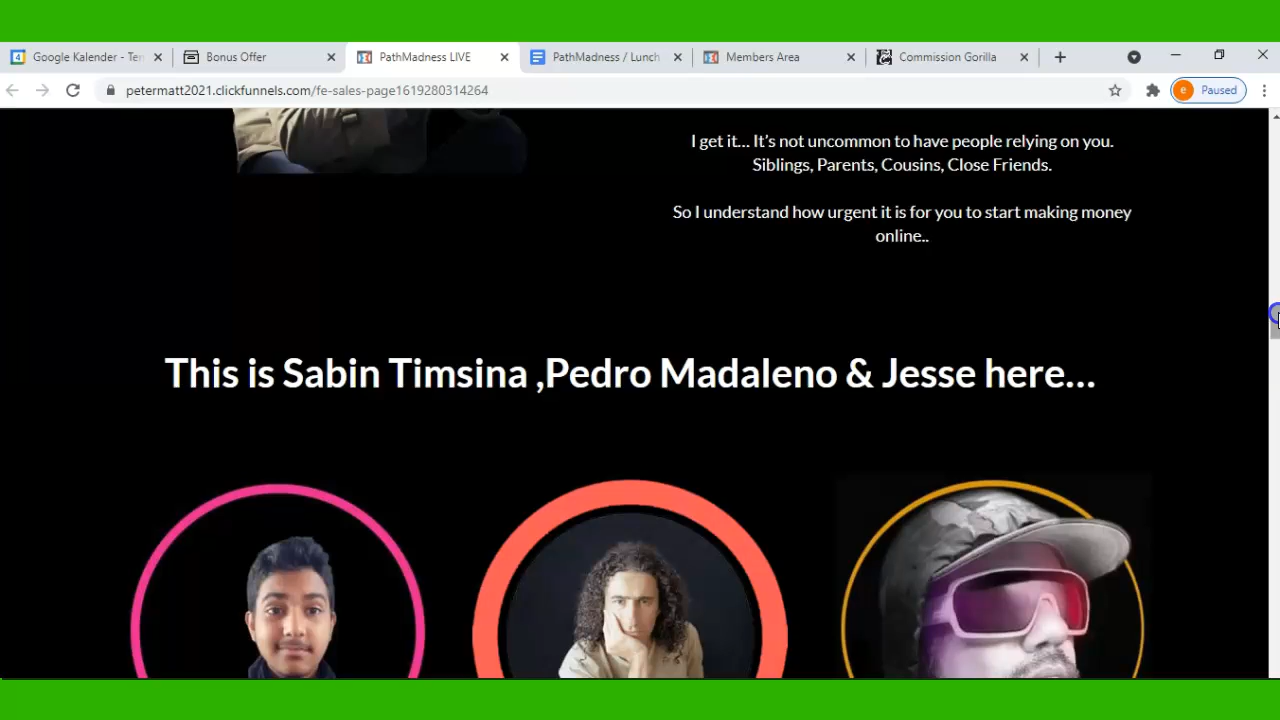 Google Kalender - Ten
Bonus Offer
PathMadness LIVE
PathMadness / Lunch
Members Area
Commission Gorilla
petermatt2021.clickfunnels.com/fe-sales-page1619280314264
e
Paused
I get it... It's not uncommon to have people relying on you.
Siblings, Parents, Cousins, Close Friends.
So I understand how urgent it is for you to start making money
online..
This is Sabin Timsina ,Pedro Madaleno & Jesse here...